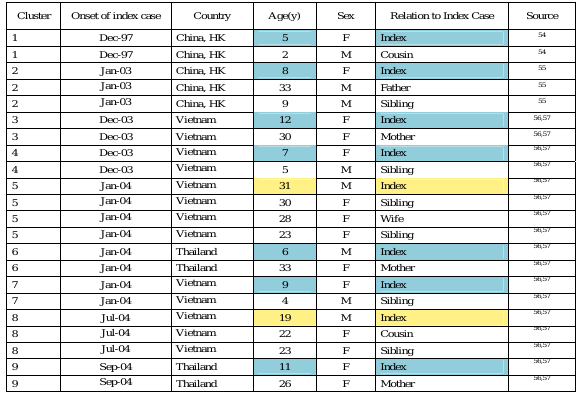 Cluster Onset of index case Country Age(y) Sex Relation to Index Case Source
1 Dec-97 China, HK 5 F Index 54
1 Dec-97 China, HK 2 M Cousin 54
2 Jan-03 China, HK 8 F Index 55
2 Jan-03 China, HK 33 M Father 55
2 Jan-03 China, HK 9 M Sibling 55
3 Dec-03 Vietnam 12 F Index 56,57
3 Dec-03 Vietnam 30 F Mother 56,57
4 Dec-03 Vietnam 7 F Index 56,57
4 Dec-03 Vietnam 5 M Sibling 56,57
5 Jan-04 Vietnam 31 M Index 56,57
5 Jan-04 Vietnam 30 F Sibling 56,57
5 Jan-04 Vietnam 28 F Wife 56,57
5 Jan-04 Vietnam 23 F Sibling 56,57
6 Jan-04 Thailand 6 M Index 56,57
6 Jan-04 Thailand 33 F Mother 56,57
7 Jan-04 Vietnam 9 F Index 56,57
7 Jan-04 Vietnam 4 M Sibling 56,57
8 Jul-04 Vietnam 19 M Index 56,57
8 Jul-04 Vietnam 22 F Cousin 56,57
8 Jul-04 Vietnam 23 F Sibling 56,57
9 Sep-04 Thailand 11 F Index 56,57
9 Sep-04 Thailand 26 F Mother 56,57